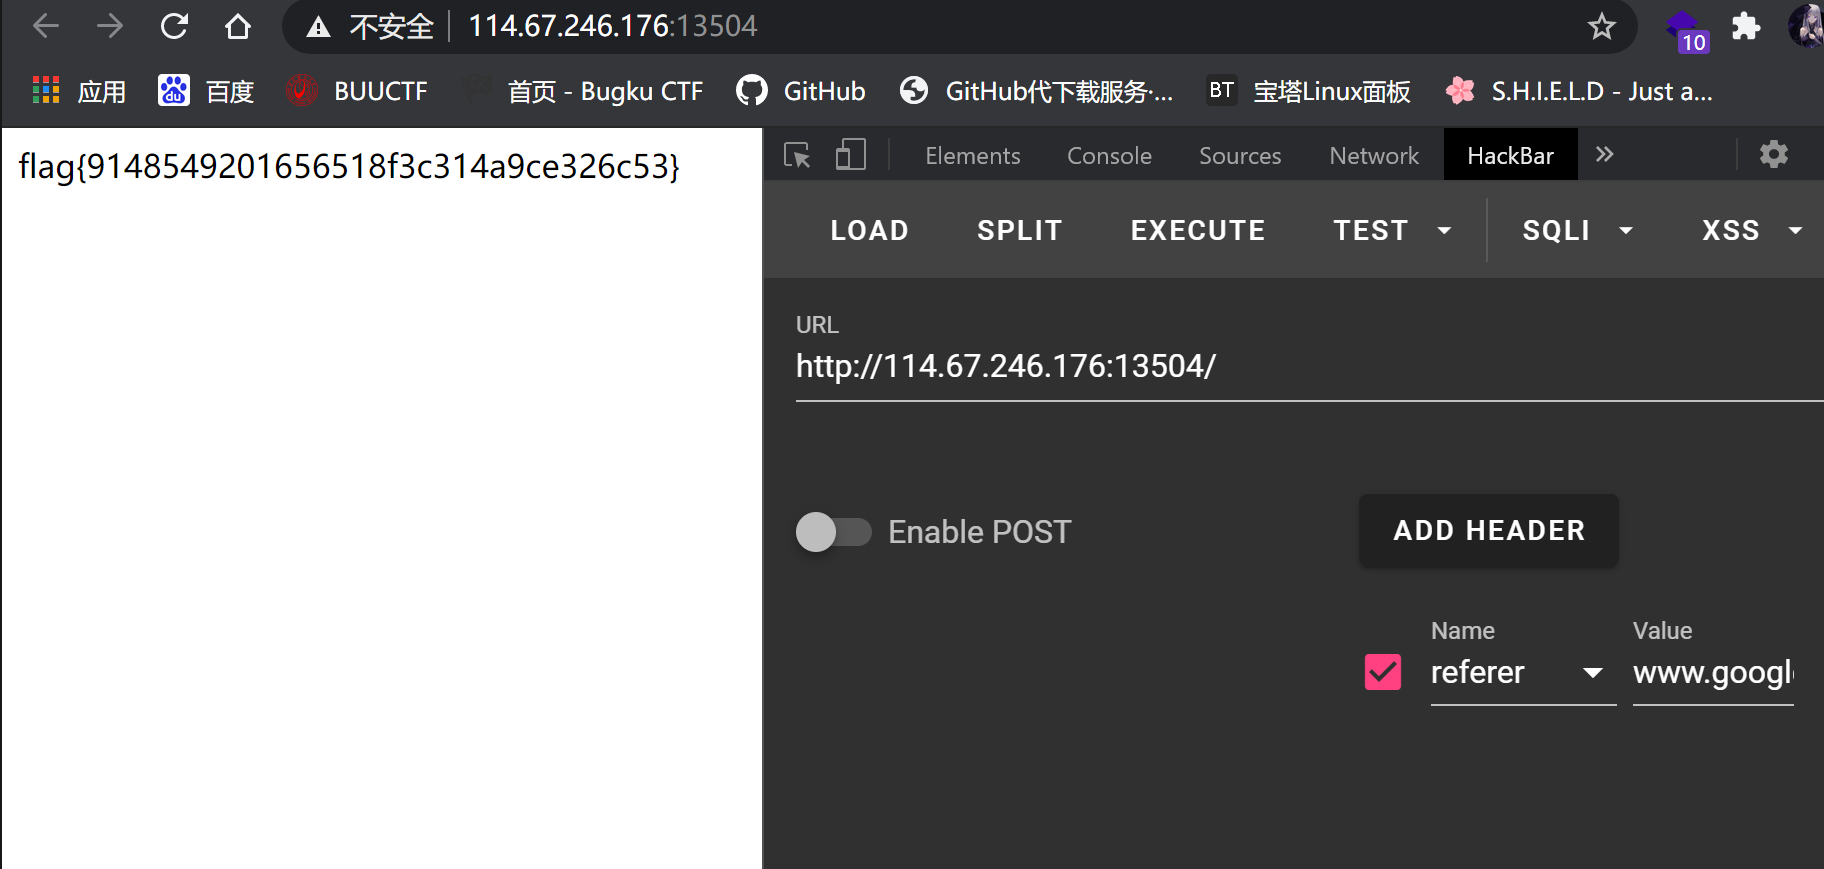 不安全 114.67.246.176:13504
10
应用 百度 BUUCTF 首页 - Bugku CTF GitHub GitHub代下载服务·... BT 宝塔Linux面板 S.H.I.E.L.D - Just a...
flag{9148549201656518f3c314a9ce326c53}
Elements Console Sources Network HackBar
LOAD SPLIT EXECUTE TEST SQLI XSS
URL
http://114.67.246.176:13504/
Enable POST ADD HEADER
Name Value
referer www.googl